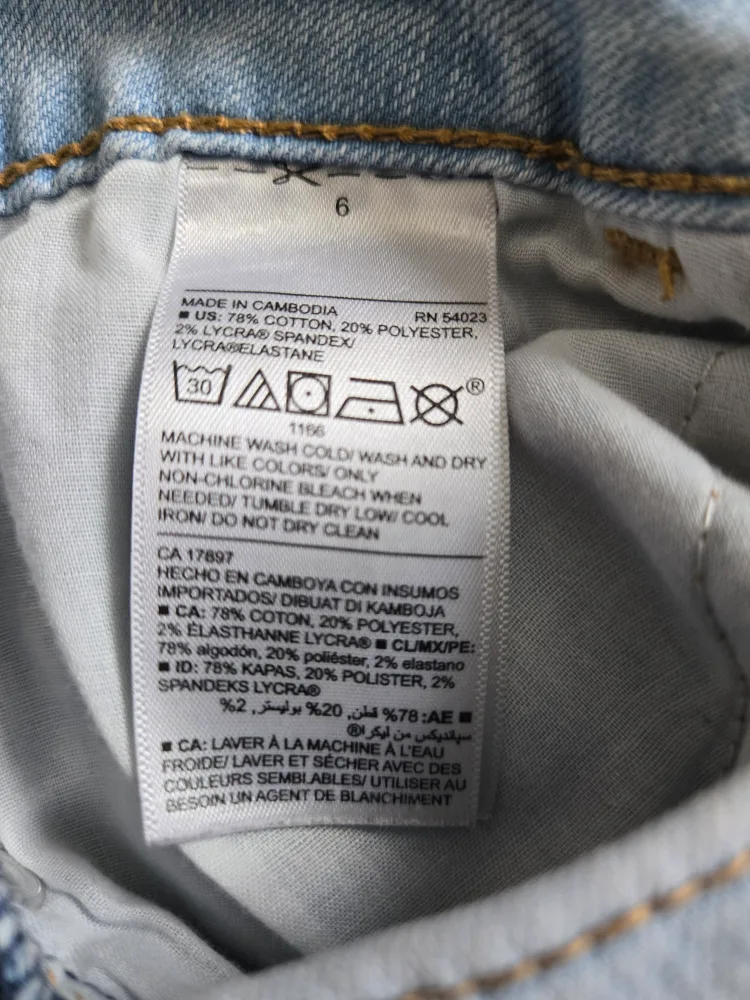 6
MADE IN CAMBODIA RN 54023
■ US: 78% COTTON, 20% POLYESTER,
2% LYCRA® SPANDEX/
LYCRA®ELASTANE
30 ®
1166
MACHINE WASH COLD/ WASH AND DRY
WITH LIKE COLORS/ ONLY
NON-CHLORINE BLEACH WHEN
NEEDED/ TUMBLE DRY LOW/ COOL
IRON/ DO NOT DRY CLEAN
CA 17897
HECHO EN CAMBOYA CON INSUMOS
IMPORTADOS/ DIBUAT DI KAMBOJA
■ CA: 78% COTON, 20% POLYESTER,
2% ÉLASTHANNE LYCRA® ■ CL/MX/PE:
78% algodón, 20% poliéster, 2% elastano
■ ID: 78% KAPAS, 20% POLISTER, 2%
SPANDEKS LYCRA®
■ AE: 78% قطن, 20% بوليستر, 2%
سبانديكس من ليكرا®
■ CA: LAVER À LA MACHINE À L'EAU
FROIDE/ LAVER ET SÉCHER AVEC DES
COULEURS SEMBLABLES/ UTILISER AU
BESOIN UN AGENT DE BLANCHIMENT